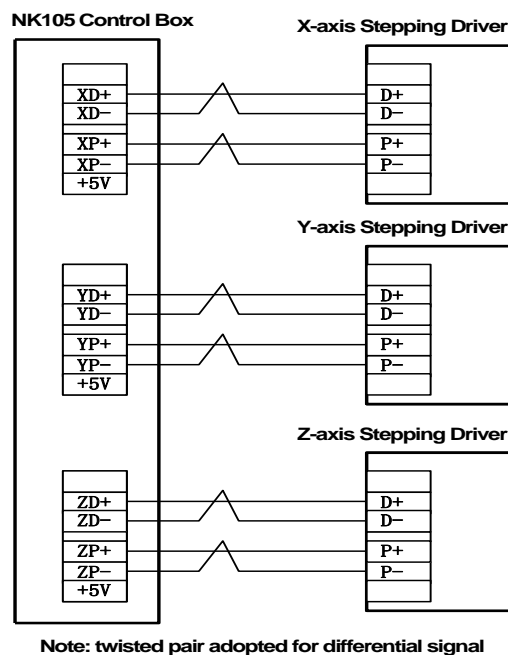 NK105 Control Box
X-axis Stepping Driver
XD+ D+
XD− D−
XP+ P+
XP− P−
+5V
Y-axis Stepping Driver
YD+ D+
YD− D−
YP+ P+
YP− P−
+5V
Z-axis Stepping Driver
ZD+ D+
ZD− D−
ZP+ P+
ZP− P−
+5V
Note: twisted pair adopted for differential signal